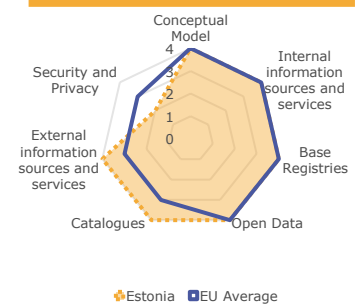 Conceptual
Model
Internal
information
sources and
services
Base
Registries
Open Data
Catalogues
External
information
sources and
services
Security and
Privacy
4
3
2
1
0
Estonia EU Average